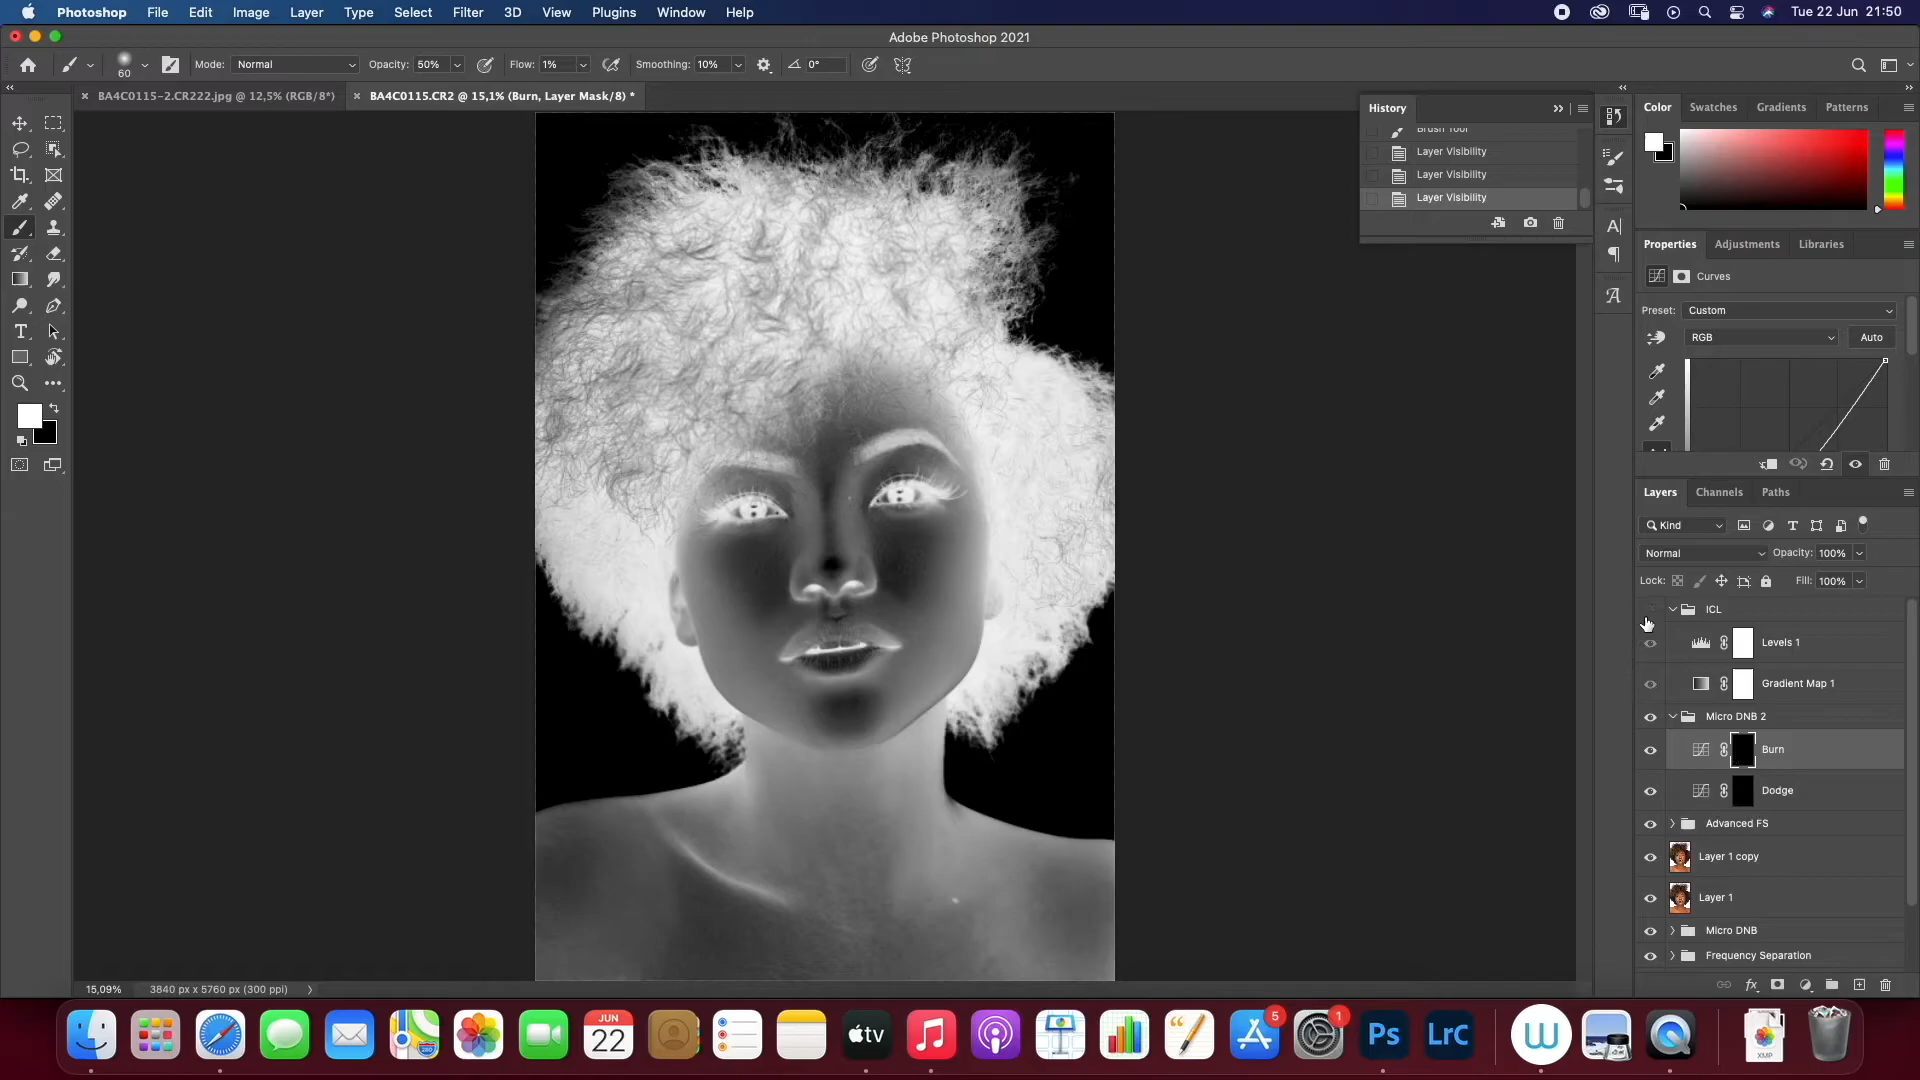 Photoshop File Edit Image Layer Type Select Filter 3D View Plugins Window Help Tue 22 Jun 21:50
Adobe Photoshop 2021
60 Mode: Normal Opacity: 50% Flow: 1% Smoothing: 10% 0°
BA4C0115-2.CR222.jpg @ 12,5% (RGB/8*) BA4C0115.CR2 @ 15,1% (Burn, Layer Mask/8) *
History
Brush Tool
Layer Visibility
Layer Visibility
Layer Visibility
Color Swatches Gradients Patterns
Properties Adjustments Libraries
Curves
Preset: Custom
RGB Auto
Layers Channels Paths
Kind
Normal Opacity: 100%
Lock: Fill: 100%
ICL
Levels 1
Gradient Map 1
Micro DNB 2
Burn
Dodge
Advanced FS
Layer 1 copy
Layer 1
Micro DNB
Frequency Separation
15,09% 3840 px x 5760 px (300 ppi)
JUN
22
tv
5
1
Ps
LrC
W
XMP